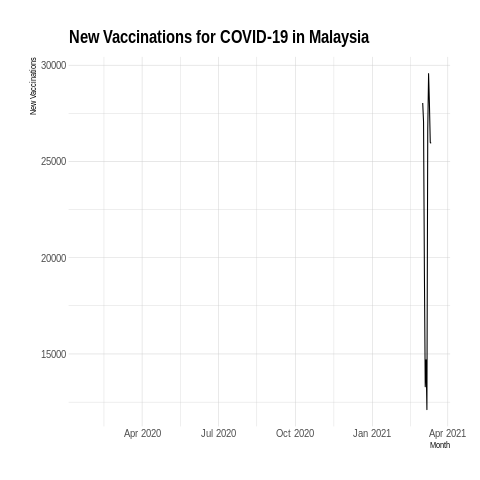 New Vaccinations for COVID-19 in Malaysia
New Vaccinations
30000
25000
20000
15000
Apr 2020
Jul 2020
Oct 2020
Jan 2021
Apr 2021
Month